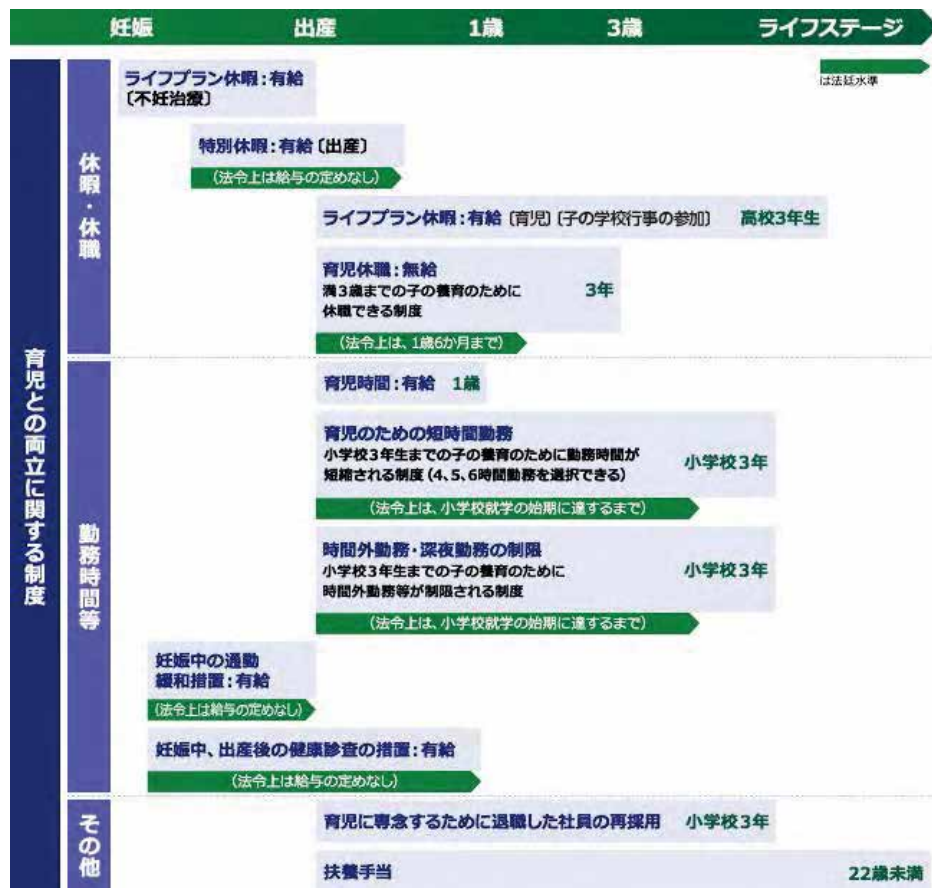 妊娠 出産 1歳 3歳 ライフステージ
は法廷水準
育児との両立に関する制度
休暇・休職
ライフプラン休暇：有給
〔不妊治療〕
特別休暇：有給〔出産〕
（法令上は給与の定めなし）
ライフプラン休暇：有給〔育児〕〔子の学校行事の参加〕 高校3年生
育児休職：無給
満3歳までの子の養育のために
休職できる制度
3年
（法令上は、1歳6か月まで）
勤務時間等
育児時間：有給 1歳
育児のための短時間勤務
小学校3年生までの子の養育のために勤務時間が
短縮される制度（4、5、6時間勤務を選択できる）
小学校3年
（法令上は、小学校就学の始期に達するまで）
時間外勤務・深夜勤務の制限
小学校3年生までの子の養育のために
時間外勤務等が制限される制度
小学校3年
（法令上は、小学校就学の始期に達するまで）
妊娠中の通勤
緩和措置：有給
（法令上は給与の定めなし）
妊娠中、出産後の健康診査の措置：有給
（法令上は給与の定めなし）
その他
育児に専念するために退職した社員の再採用 小学校3年
扶養手当 22歳未満